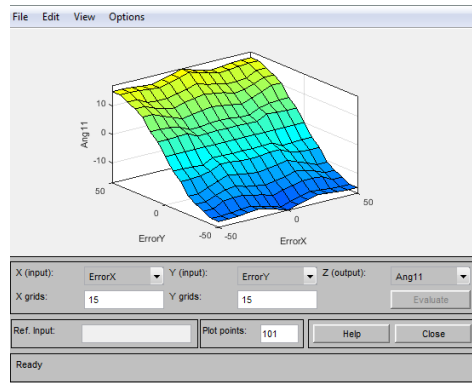 File Edit View Options
10
0
-10
Ang11
50
0
-50
ErrorY
-50
0
50
ErrorX
X (input): ErrorX Y (input): ErrorY Z (output): Ang11
X grids: 15 Y grids: 15 Evaluate
Ref. Input: Plot points: 101 Help Close
Ready